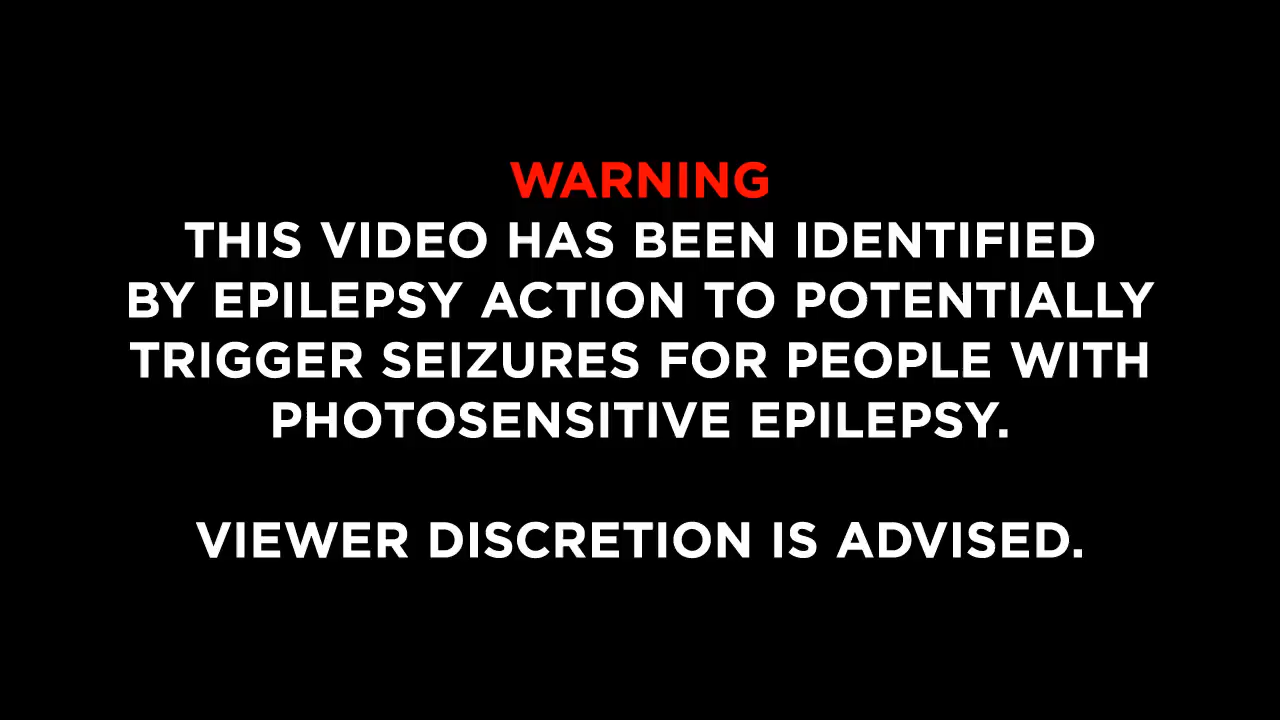 WARNING
THIS VIDEO HAS BEEN IDENTIFIED
BY EPILEPSY ACTION TO POTENTIALLY
TRIGGER SEIZURES FOR PEOPLE WITH
PHOTOSENSITIVE EPILEPSY.
VIEWER DISCRETION IS ADVISED.